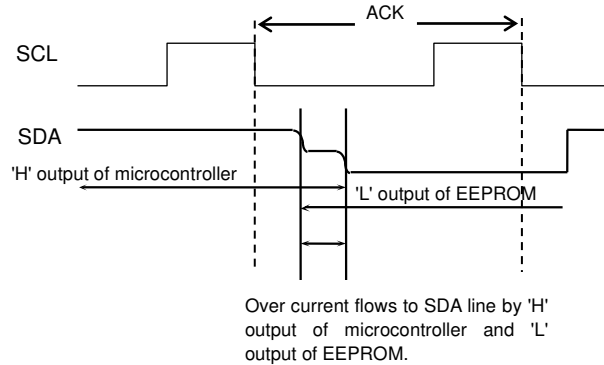 ACK
SCL
SDA
'H' output of microcontroller
'L' output of EEPROM
Over current flows to SDA line by 'H'
output of microcontroller and 'L'
output of EEPROM.